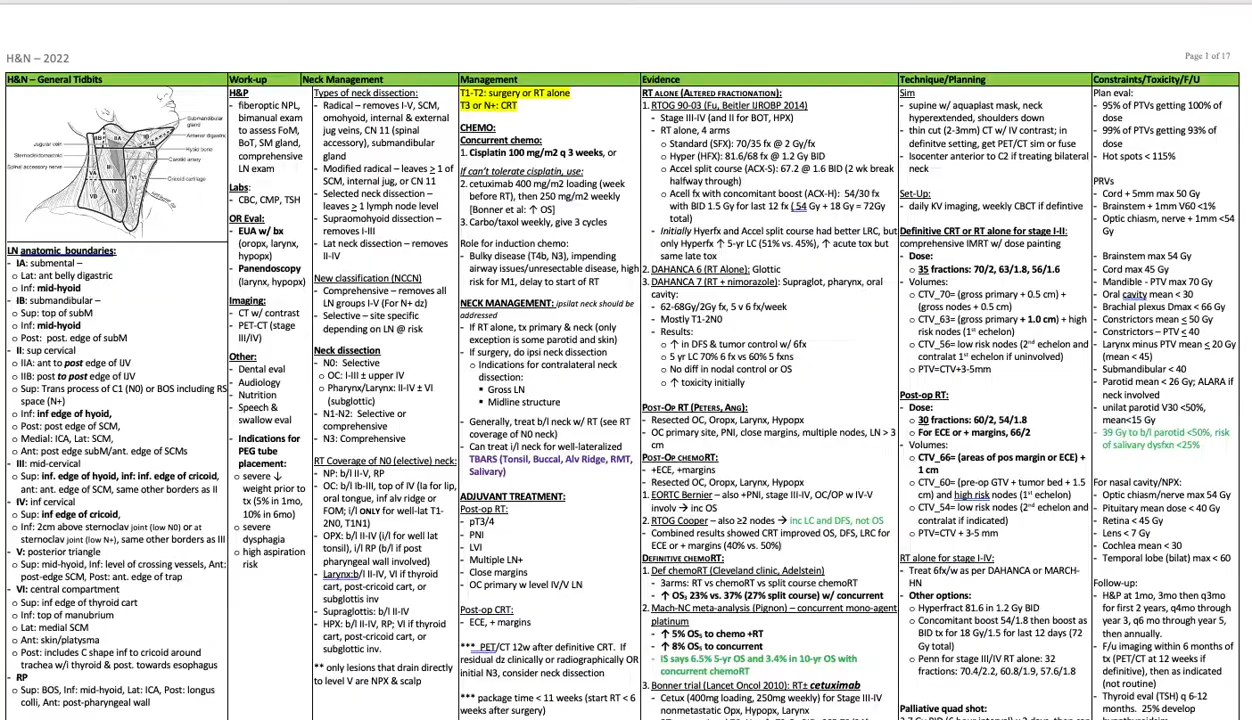 H&N – 2022
Page 1 of 17
H&N – General Tidbits
Submandibular
gland
Anterior digastric
Hyoid bone
Carotid artery
Cricoid cartilage
Jugular vein
Sternocleidomastoid
Spinal accessory nerve
IB
IIB
IIA
III
VA
IV
VB
VI
LN anatomic boundaries:
- IA: submental –
o Lat: ant belly digastric
o Inf: mid-hyoid
- IB: submandibular –
o Sup: top of subM
o Inf: mid-hyoid
o Post: post. edge of subM
- II: sup cervical
o IIA: ant to post edge of IJV
o IIB: post to post edge of IJV
o Sup: Trans process of C1 (N0) or BOS including RS
space (N+)
o Inf: inf edge of hyoid,
o Post: post edge of SCM,
o Medial: ICA, Lat: SCM,
o Ant: post edge subM/ant. edge of SCMs
- III: mid-cervical
o Sup: inf. edge of hyoid, inf: inf. edge of cricoid,
ant: ant. edge of SCM, same other borders as II
- IV: inf cervical
o Sup: inf edge of cricoid,
o Inf: 2cm above sternoclav joint (low N0) or at
sternoclav joint (low N+), same other borders as III
- V: posterior triangle
o Sup: mid-hyoid, Inf: level of crossing vessels, Ant:
post-edge SCM, Post: ant. edge of trap
- VI: central compartment
o Sup: inf edge of thyroid cart
o Inf: top of manubrium
o Lat: medial SCM
o Ant: skin/platysma
o Post: includes C shape inf to cricoid around
trachea w/i thyroid & post. towards esophagus
- RP
o Sup: BOS, Inf: mid-hyoid, Lat: ICA, Post: longus
colli, Ant: post-pharyngeal wall
Work-up
H&P
- fiberoptic NPL,
bimanual exam
to assess FoM,
BoT, SM gland,
comprehensive
LN exam
Labs:
- CBC, CMP, TSH
OR Eval:
- EUA w/ bx
(oropx, larynx,
hypopx)
- Panendoscopy
(larynx, hypopx)
Imaging:
- CT w/ contrast
- PET-CT (stage
III/IV)
Other:
- Dental eval
- Audiology
- Nutrition
- Speech &
swallow eval
- Indications for
PEG tube
placement:
o severe ↓
weight prior to
tx (5% in 1mo,
10% in 6mo)
o severe
dysphagia
o high aspiration
risk
Neck Management
Types of neck dissection:
- Radical – removes I-V, SCM,
omohyoid, internal & external
jug veins, CN 11 (spinal
accessory), submandibular
gland
- Modified radical – leaves > 1 of
SCM, internal jug, or CN 11
- Selected neck dissection –
leaves > 1 lymph node level
- Supraomohyoid dissection –
removes I-III
- Lat neck dissection – removes
II-IV
New classification (NCCN)
- Comprehensive – removes all
LN groups I-V (For N+ dz)
- Selective – site specific
depending on LN @ risk
Neck dissection
- N0: Selective
o OC: I-III ± upper IV
o Pharynx/Larynx: II-IV ± VI
(subglottic)
- N1-N2: Selective or
comprehensive
- N3: Comprehensive
RT Coverage of N0 (elective) neck:
- NP: b/l II-V, RP
- OC: b/l Ib-III, top of IV (Ia for lip,
oral tongue, inf alv ridge or
FOM; i/l ONLY for well-lat T1-
2N0, T1N1)
- OPX: b/l II-IV (i/l for well lat
tonsil), i/l RP (b/l if post
pharyngeal wall involved)
- Larynx:b/l II-IV, VI if thyroid
cart, post-cricoid cart, or
subglottis inv
- Supraglottis: b/l II-IV
- HPX: b/l II-IV, RP; VI if thyroid
cart, post-cricoid cart, or
subglottic inv.
** only lesions that drain directly
to level V are NPX & scalp
Management
T1-T2: surgery or RT alone
T3 or N+: CRT
CHEMO:
Concurrent chemo:
1. Cisplatin 100 mg/m2 q 3 weeks, or
If can't tolerate cisplatin, use:
2. cetuximab 400 mg/m2 loading (week
before RT), then 250 mg/m2 weekly
[Bonner et al: ↑ OS]
3. Carbo/taxol weekly, give 3 cycles
Role for induction chemo:
- Bulky disease (T4b, N3), impending
airway issues/unresectable disease, high
risk for M1, delay to start of RT
NECK MANAGEMENT: ipsilat neck should be
addressed
- If RT alone, tx primary & neck (only
exception is some parotid and skin)
- If surgery, do ipsi neck dissection
o Indications for contralateral neck
dissection:
▪ Gross LN
▪ Midline structure
- Generally, treat b/l neck w/ RT (see RT
coverage of N0 neck)
- Can treat i/l neck for well-lateralized
TBARS (Tonsil, Buccal, Alv Ridge, RMT,
Salivary)
ADJUVANT TREATMENT:
Post-op RT:
- pT3/4
- PNI
- LVI
- Multiple LN+
- Close margins
- OC primary w level IV/V LN
Post-op CRT:
- ECE, + margins
*** PET/CT 12w after definitive CRT. If
residual dz clinically or radiographically OR
initial N3, consider neck dissection
*** package time < 11 weeks (start RT < 6
weeks after surgery)
Evidence
RT ALONE (ALTERED FRACTIONATION):
1. RTOG 90-03 (Fu, Beitler IJROBP 2014)
- Stage III-IV (and II for BOT, HPX)
- RT alone, 4 arms
o Standard (SFX): 70/35 fx @ 2 Gy/fx
o Hyper (HFX): 81.6/68 fx @ 1.2 Gy BID
o Accel split course (ACX-S): 67.2 @ 1.6 BID (2 wk break
halfway through)
o Acell fx with concomitant boost (ACX-H): 54/30 fx
with BID 1.5 Gy for last 12 fx ( 54 Gy + 18 Gy = 72Gy
total)
- Initially Hyerfx and Accel split course had better LRC, but
only Hyperfx ↑ 5-yr LC (51% vs. 45%), ↑ acute tox but
same late tox
2. DAHANCA 6 (RT Alone): Glottic
3. DAHANCA 7 (RT + nimorazole): Supraglot, pharynx, oral
cavity:
- 62-68Gy/2Gy fx, 5 v 6 fx/week
- Mostly T1-2N0
- Results:
o ↑ in DFS & tumor control w/ 6fx
o 5 yr LC 70% 6 fx vs 60% 5 fxns
o No diff in nodal control or OS
o ↑ toxicity initially
POST-OP RT (PETERS, ANG):
- Resected OC, Oropx, Larynx, Hypopx
- OC primary site, PNI, close margins, multiple nodes, LN > 3
cm
POST-OP CHEMORT:
- +ECE, +margins
- Resected OC, Oropx, Larynx, Hypopx
1. EORTC Bernier – also +PNI, stage III-IV, OC/OP w IV-V
involv → inc OS
2. RTOG Cooper – also ≥2 nodes → inc LC and DFS, not OS
- Combined results showed CRT improved OS, DFS, LRC for
ECE or + margins (40% vs. 50%)
DEFINITIVE CHEMORT:
1. Def chemoRT (Cleveland clinic, Adelstein)
- 3arms: RT vs chemoRT vs split course chemoRT
- ↑ OS 23% vs. 37% (27% split course) w/ concurrent
2. Mach-NC meta-analysis (Pignon) – concurrent mono-agent
platinum
- ↑ 5% OS₅ to chemo +RT
- ↑ 8% OS₅ to concurrent
- IS says 6.5% 5-yr OS and 3.4% in 10-yr OS with
concurrent chemoRT
3. Bonner trial (Lancet Oncol 2010): RT± cetuximab
- Cetux (400mg loading, 250mg weekly) for Stage III-IV
nonmetastatic Opx, Hypopx, Larynx
Technique/Planning
Sim
- supine w/ aquaplast mask, neck
hyperextended, shoulders down
- thin cut (2-3mm) CT w/ IV contrast; in
definitve setting, get PET/CT sim or fuse
- Isocenter anterior to C2 if treating bilateral
neck
Set-Up:
- daily KV imaging, weekly CBCT if defintive
Definitive CRT or RT alone for stage I-II:
comprehensive IMRT w/ dose painting
- Dose:
o 35 fractions: 70/2, 63/1.8, 56/1.6
- Volumes:
o CTV_70= (gross primary + 0.5 cm) +
(gross nodes + 0.5 cm)
o CTV_63= (gross primary + 1.0 cm) + high
risk nodes (1st echelon)
o CTV_56= low risk nodes (2nd echelon and
contralat 1st echelon if uninvolved)
o PTV=CTV+3-5mm
Post-op RT:
- Dose:
o 30 fractions: 60/2, 54/1.8
o For ECE or + margins, 66/2
- Volumes:
o CTV_66= (areas of pos margin or ECE) +
1 cm
o CTV_60= (pre-op GTV + tumor bed + 1.5
cm) and high risk nodes (1st echelon)
o CTV_54= low risk nodes (2nd echelon and
contralat if indicated)
o PTV=CTV + 3-5 mm
RT alone for stage I-IV:
- Treat 6fx/w as per DAHANCA or MARCH-
HN
- Other options:
o Hyperfract 81.6 in 1.2 Gy BID
o Concomitant boost 54/1.8 then boost as
BID tx for 18 Gy/1.5 for last 12 days (72
Gy total)
o Penn for stage III/IV RT alone: 32
fractions: 70.4/2.2, 60.8/1.9, 57.6/1.8
Palliative quad shot:
Constraints/Toxicity/F/U
Plan eval:
- 95% of PTVs getting 100% of
dose
- 99% of PTVs getting 93% of
dose
- Hot spots < 115%
PRVs
- Cord + 5mm max 50 Gy
- Brainstem + 1mm V60 <1%
- Optic chiasm, nerve + 1mm <54
Gy
- Brainstem max 54 Gy
- Cord max 45 Gy
- Mandible - PTV max 70 Gy
- Oral cavity mean < 30
- Brachial plexus Dmax < 66 Gy
- Constrictors mean < 50 Gy
- Constrictors – PTV < 40
- Larynx minus PTV mean < 20 Gy
(mean < 45)
- Submandibular < 40
- Parotid mean < 26 Gy; ALARA if
neck involved
- unilat parotid V30 <50%,
mean<15 Gy
- 39 Gy to b/l parotid <50%, risk
of salivary dysfxn <25%
For nasal cavity/NPX:
- Optic chiasm/nerve max 54 Gy
- Pituitary mean dose < 40 Gy
- Retina < 45 Gy
- Lens < 7 Gy
- Cochlea mean < 30
- Temporal lobe (bilat) max < 60
Follow-up:
- H&P at 1mo, 3mo then q3mo
for first 2 years, q4mo through
year 3, q6 mo through year 5,
then annually.
- F/u imaging within 6 months of
tx (PET/CT at 12 weeks if
definitive), then as indicated
(not routine)
- Thyroid eval (TSH) q 6-12
months. 25% develop